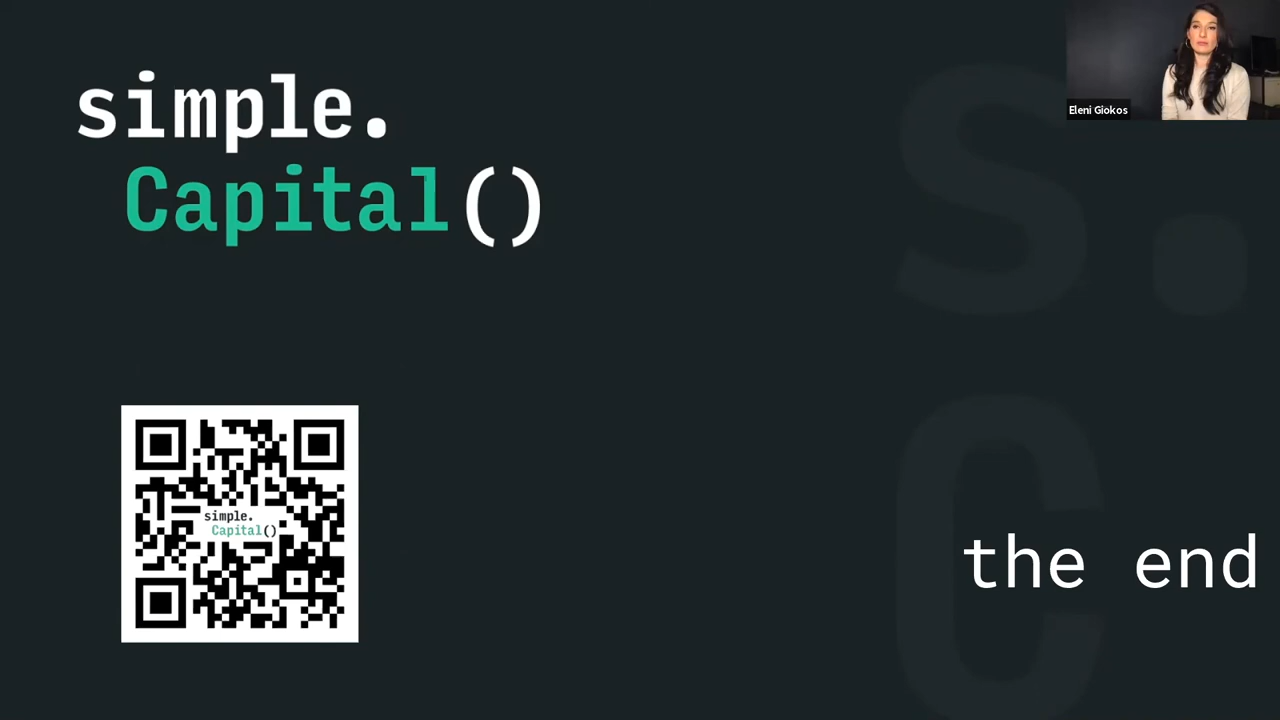 simple.
Capital()
Eleni Giokos
simple.
Capital()
the end
s.
C